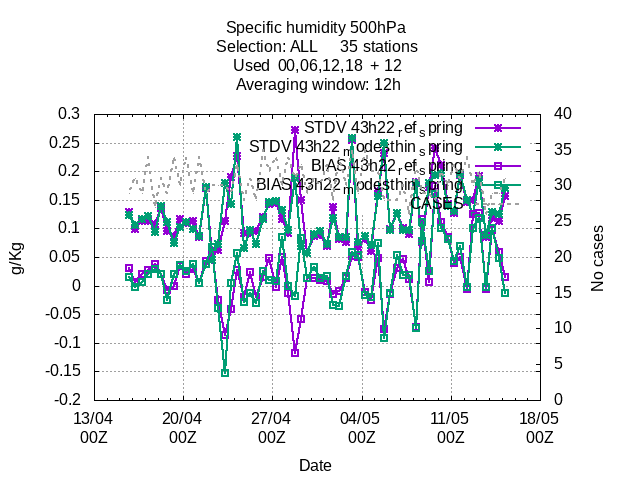 Specific humidity 500hPa
Selection: ALL 35 stations
Used 00,06,12,18 + 12
Averaging window: 12h
0.3
0.25
0.2
0.15
0.1
0.05
0
-0.05
-0.1
-0.15
-0.2
g/Kg
40
35
30
25
20
15
10
5
0
No cases
STDV 43h22_ref_spring
STDV 43h22_modesthin_spring
BIAS 43h22_ref_spring
BIAS 43h22_modesthin_spring
CASES
13/04 20/04 27/04 04/05 11/05 18/05
00Z 00Z 00Z 00Z 00Z 00Z
Date